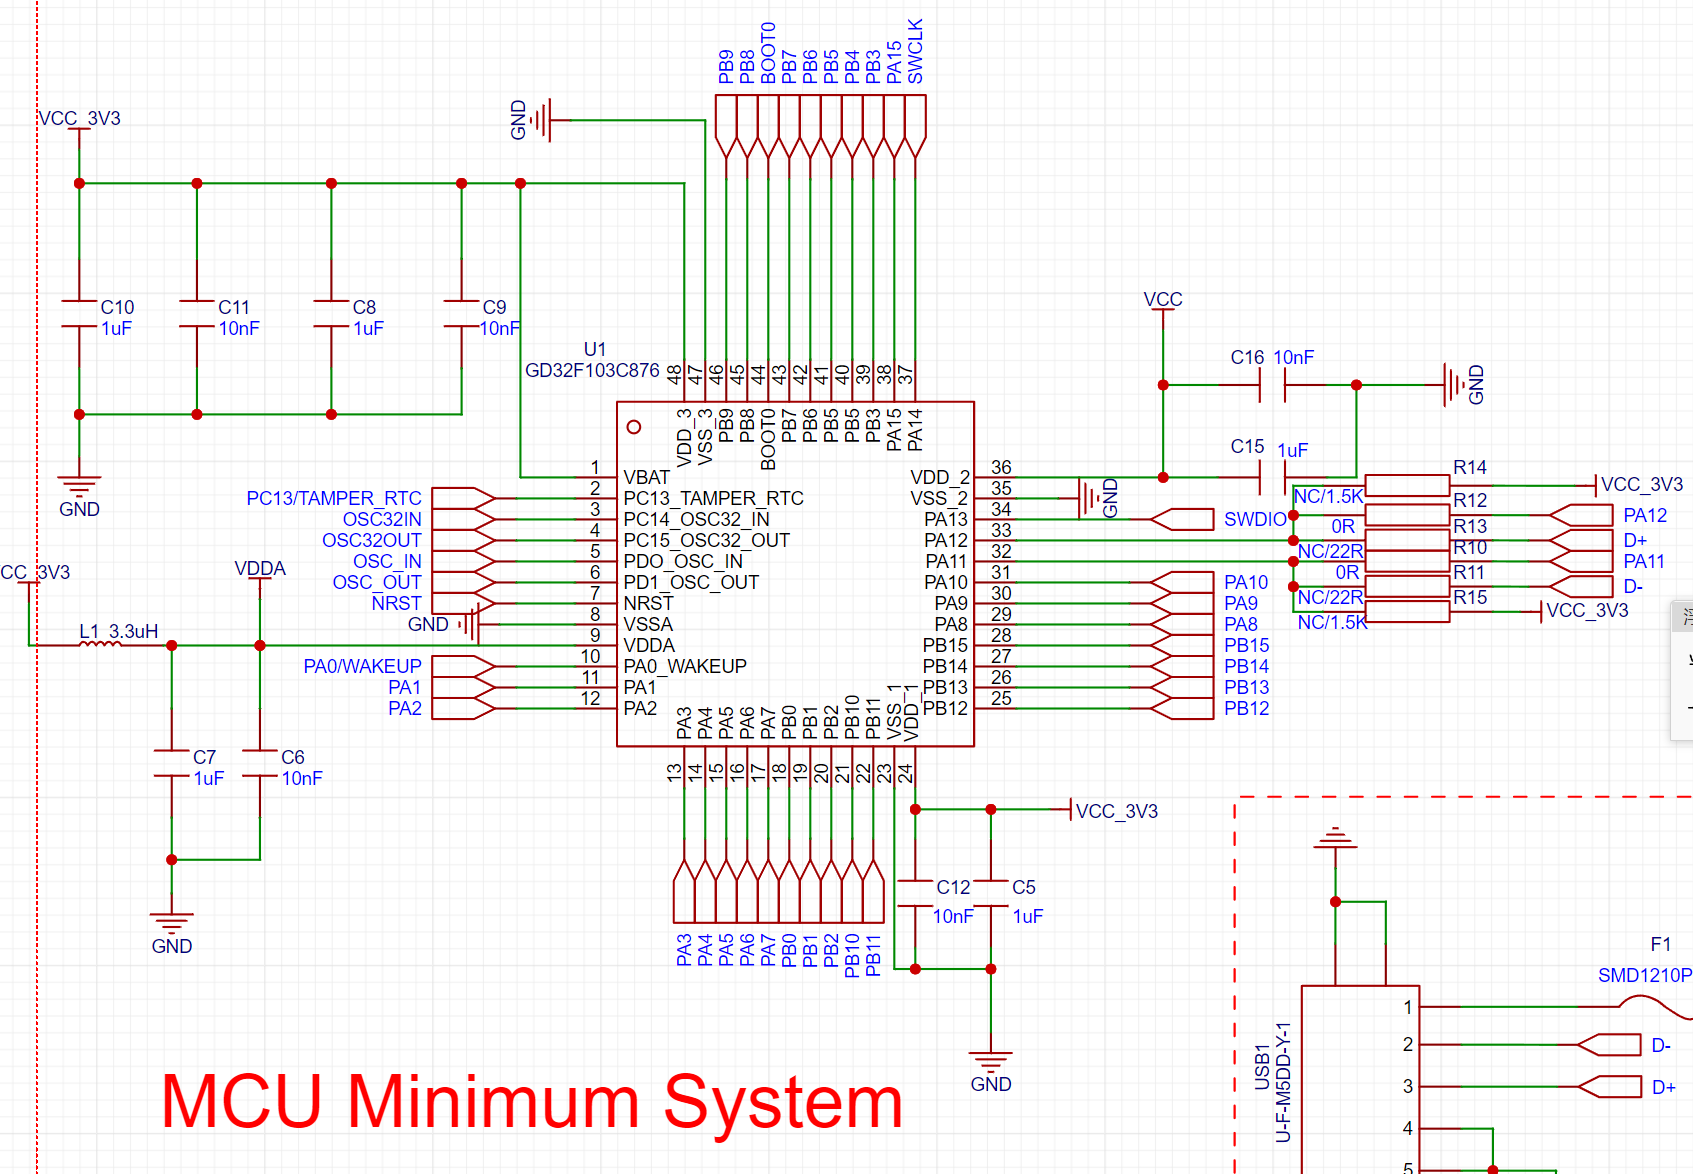 PB9
PB8
BOOT0
PB7
PB6
PB5
PB4
PB3
PA15
SWCLK
VCC_3V3
GND
C10
1uF
C11
10nF
C8
1uF
C9
10nF
GND
U1
GD32F103C876
48
47
46
45
44
43
42
41
40
39
38
37
VDD_3
VSS_3
PB9
PB8
BOOT0
PB7
PB6
PB5
PB5
PB3
PA15
PA14
VCC
C16 10nF
GND
C15 1uF
1 VBAT
PC13/TAMPER_RTC 2 PC13_TAMPER_RTC
OSC32IN 3 PC14_OSC32_IN
OSC32OUT 4 PC15_OSC32_OUT
OSC_IN 5 PDO_OSC_IN
OSC_OUT 6 PD1_OSC_OUT
NRST 7 NRST
GND 8 VSSA
9 VDDA
PA0/WAKEUP 10 PA0_WAKEUP
PA1 11 PA1
PA2 12 PA2
VDD_2 36
VSS_2 35 GND
PA13 34 SWDIO
PA12 33
PA11 32
PA10 31 PA10
PA9 30 PA9
PA8 29 PA8
PB15 28 PB15
PB14 27 PB14
PB13 26 PB13
PB12 25 PB12
NC/1.5K R14 VCC_3V3
0R R12 PA12
NC/22R R13 D+
0R R10 PA11
NC/22R R11 D-
NC/1.5K R15 VCC_3V3
CC_3V3
VDDA
L1 3.3uH
C7
1uF
C6
10nF
GND
PA3
PA4
PA5
PA6
PA7
PB0
PB1
PB2
PB10
PB11
VSS_1
VDD_1
13
14
15
16
17
18
19
20
21
22
23
24
VCC_3V3
C12
10nF
C5
1uF
PA3
PA4
PA5
PA6
PA7
PB0
PB1
PB2
PB10
PB11
GND
MCU Minimum System
F1
SMD1210P
USB1
U-F-M5DD-Y-1
1
2 D-
3 D+
4
5